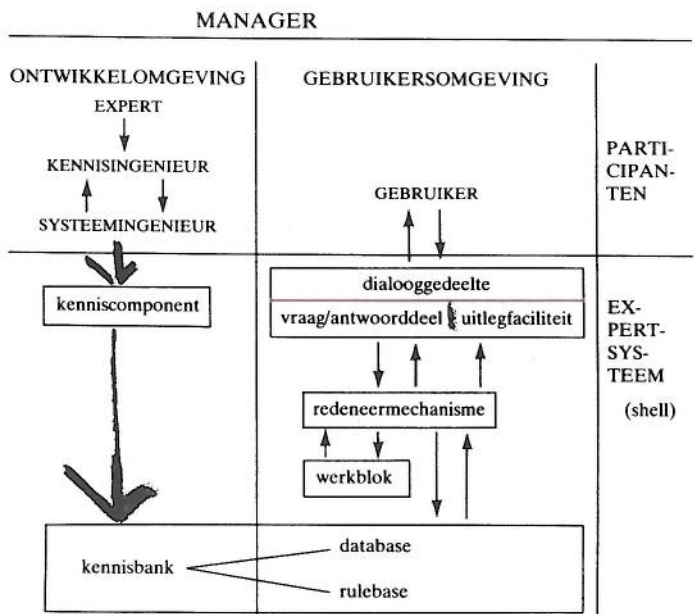 MANAGER
ONTWIKKELOMGEVING
EXPERT
KENNISINGENIEUR
SYSTEEMINGENIEUR
kenniscomponent
GEBRUIKERSOMGEVING
GEBRUIKER
dialooggedeelte
vraag/antwoorddeel uitlegfaciliteit
redeneermechanisme
werkblok
kennisbank
database
rulebase
PARTI-
CIPAN-
TEN
EX-
PERT-
SYS-
TEEM
(shell)